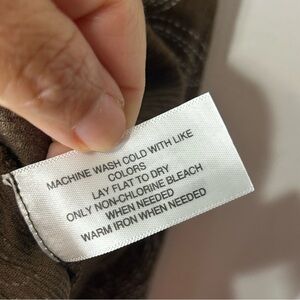 MACHINE WASH COLD WITH LIKE
COLORS
LAY FLAT TO DRY
ONLY NON-CHLORINE BLEACH
WHEN NEEDED
WARM IRON WHEN NEEDED